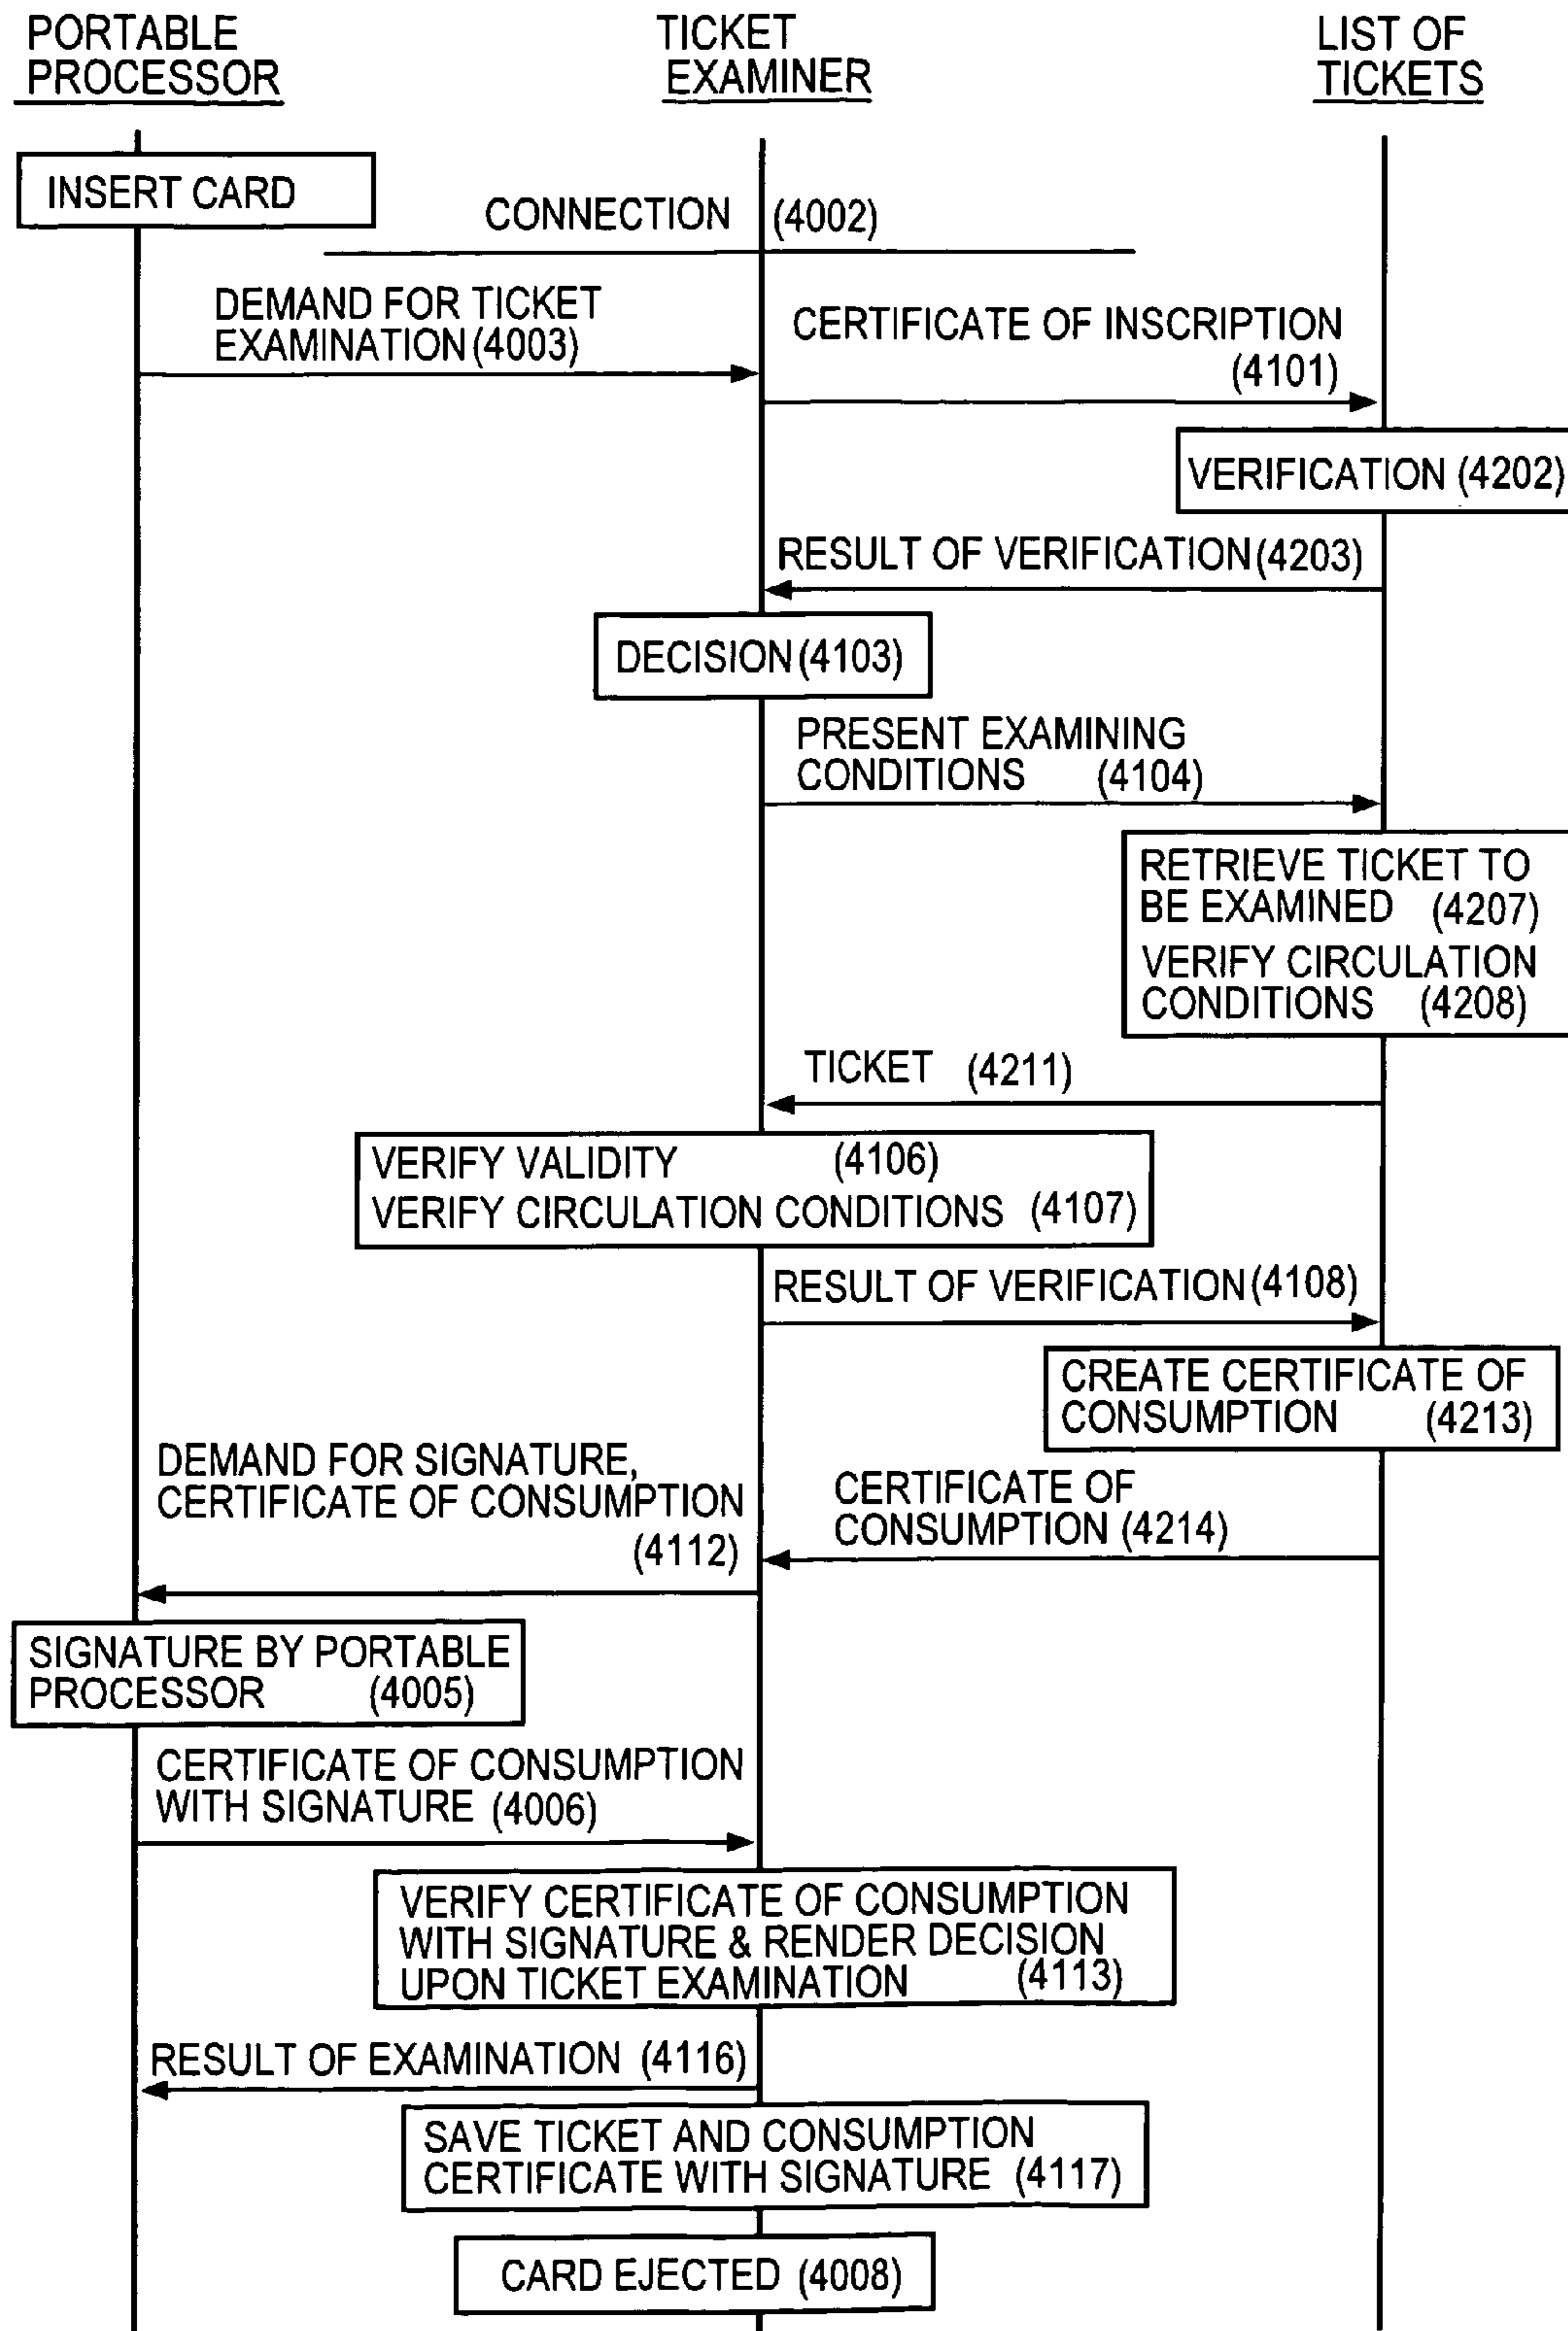 PORTABLE
PROCESSOR
TICKET
EXAMINER
LIST OF
TICKETS
INSERT CARD
CONNECTION (4002)
DEMAND FOR TICKET
EXAMINATION (4003)
CERTIFICATE OF INSCRIPTION
(4101)
VERIFICATION (4202)
RESULT OF VERIFICATION (4203)
DECISION (4103)
PRESENT EXAMINING
CONDITIONS (4104)
RETRIEVE TICKET TO
BE EXAMINED (4207)
VERIFY CIRCULATION
CONDITIONS (4208)
TICKET (4211)
VERIFY VALIDITY (4106)
VERIFY CIRCULATION CONDITIONS (4107)
RESULT OF VERIFICATION (4108)
CREATE CERTIFICATE OF
CONSUMPTION (4213)
DEMAND FOR SIGNATURE,
CERTIFICATE OF CONSUMPTION
(4112)
CERTIFICATE OF
CONSUMPTION (4214)
SIGNATURE BY PORTABLE
PROCESSOR (4005)
CERTIFICATE OF CONSUMPTION
WITH SIGNATURE (4006)
VERIFY CERTIFICATE OF CONSUMPTION
WITH SIGNATURE & RENDER DECISION
UPON TICKET EXAMINATION (4113)
RESULT OF EXAMINATION (4116)
SAVE TICKET AND CONSUMPTION
CERTIFICATE WITH SIGNATURE (4117)
CARD EJECTED (4008)